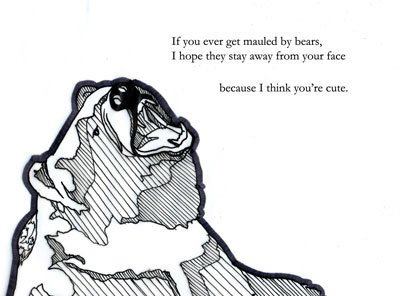 If you ever get mauled by bears,
I hope they stay away from your face
because I think you're cute.